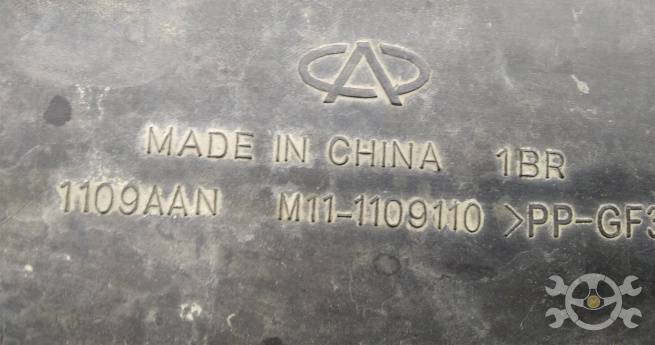 MADE IN CHINA 1BR
1109AAN M11-1109110 >PP-GF3